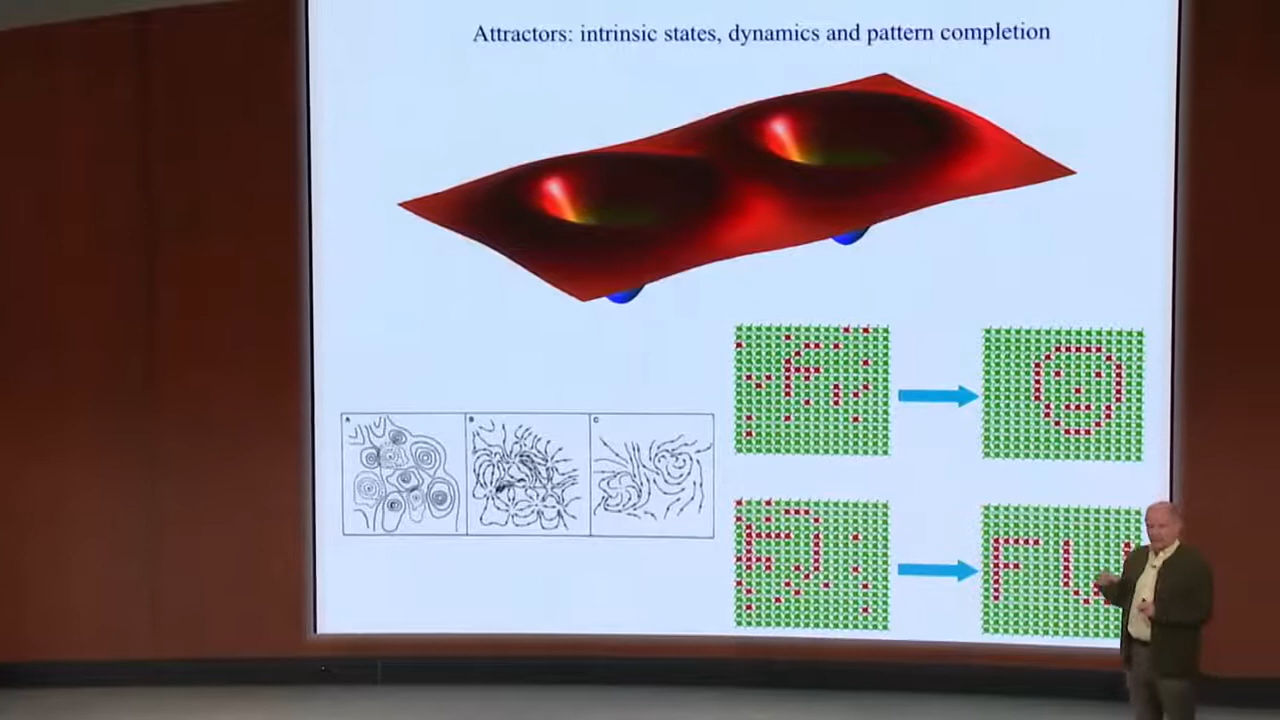 Attractors: intrinsic states, dynamics and pattern completion
A
B
C